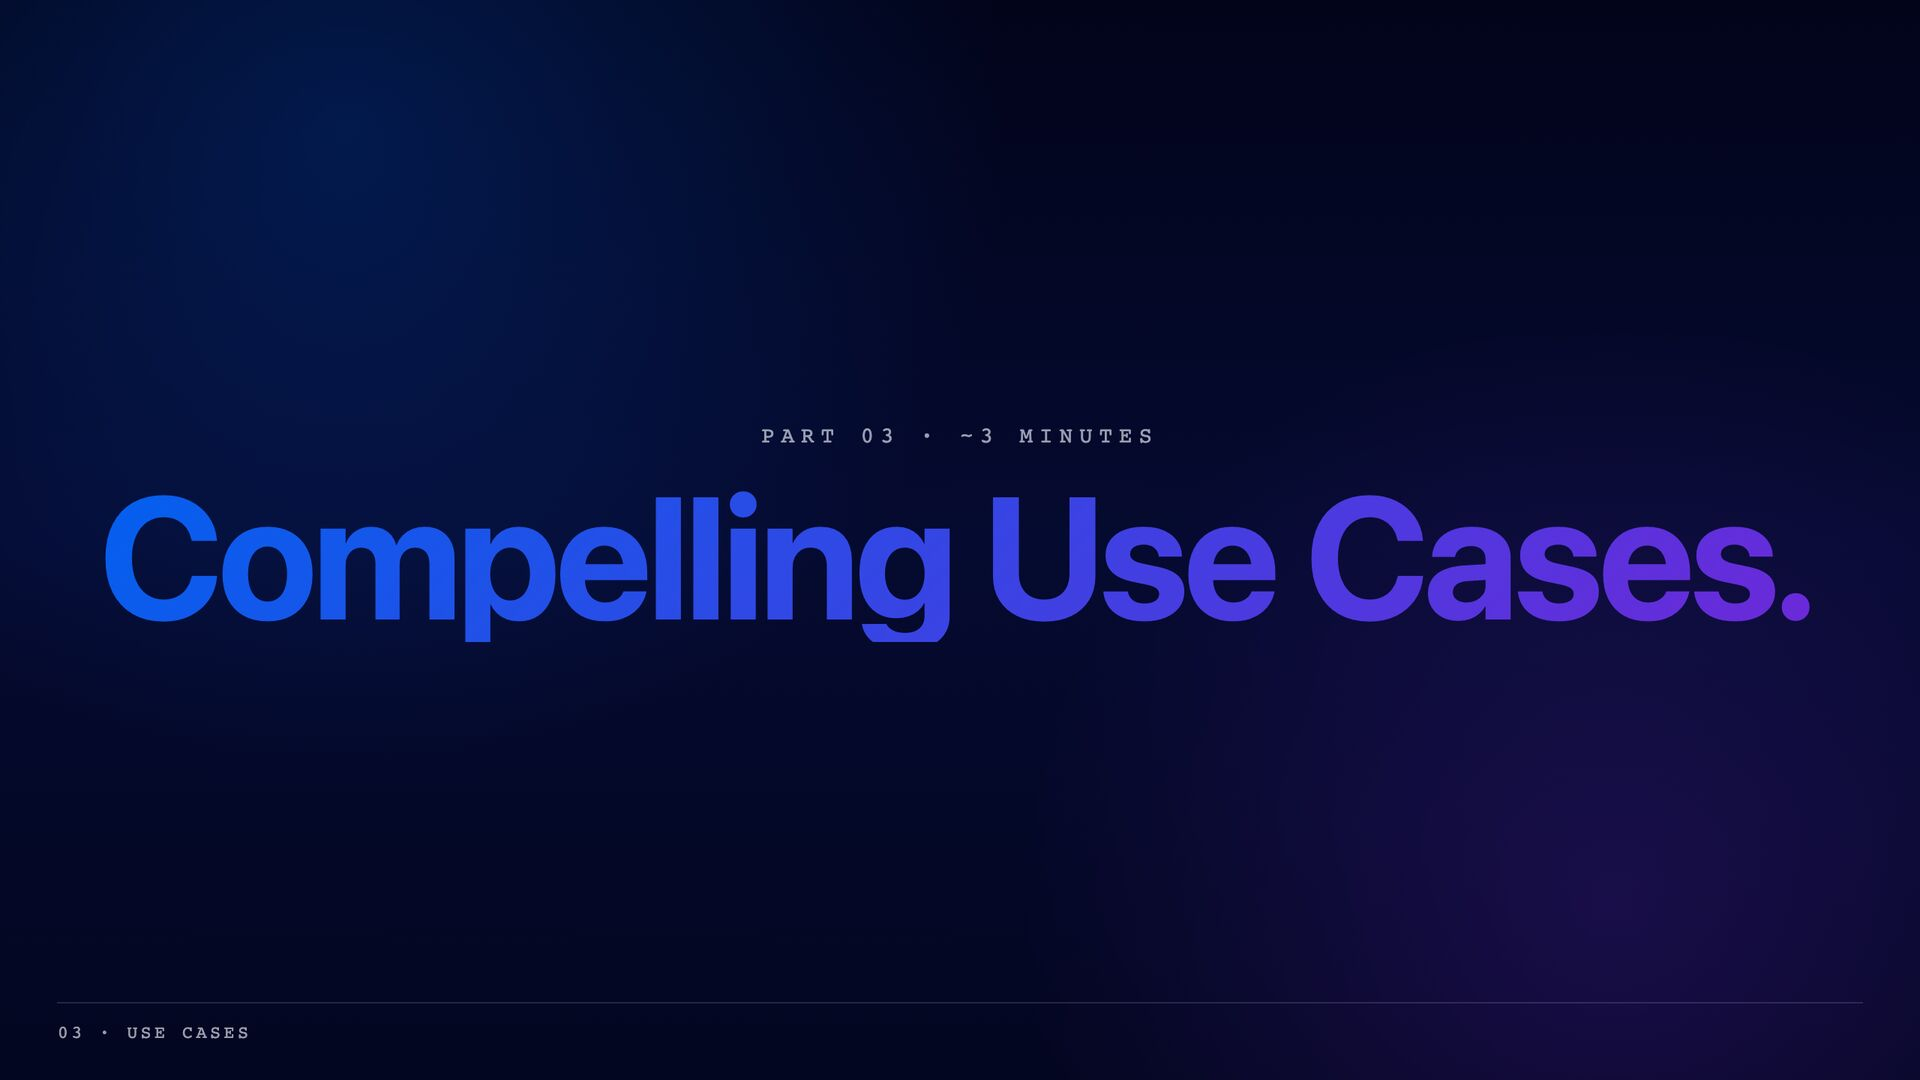 PART 03 · ~3 MINUTES
Compelling Use Cases.
03 · USE CASES